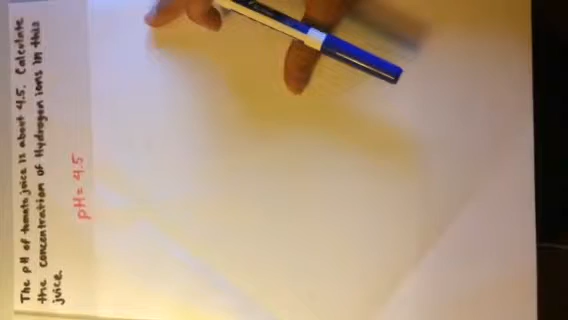 The pH of tomato juice is about 4.5. Calculate
the concentration of Hydrogen ions in this
juice.
pH = 4.5